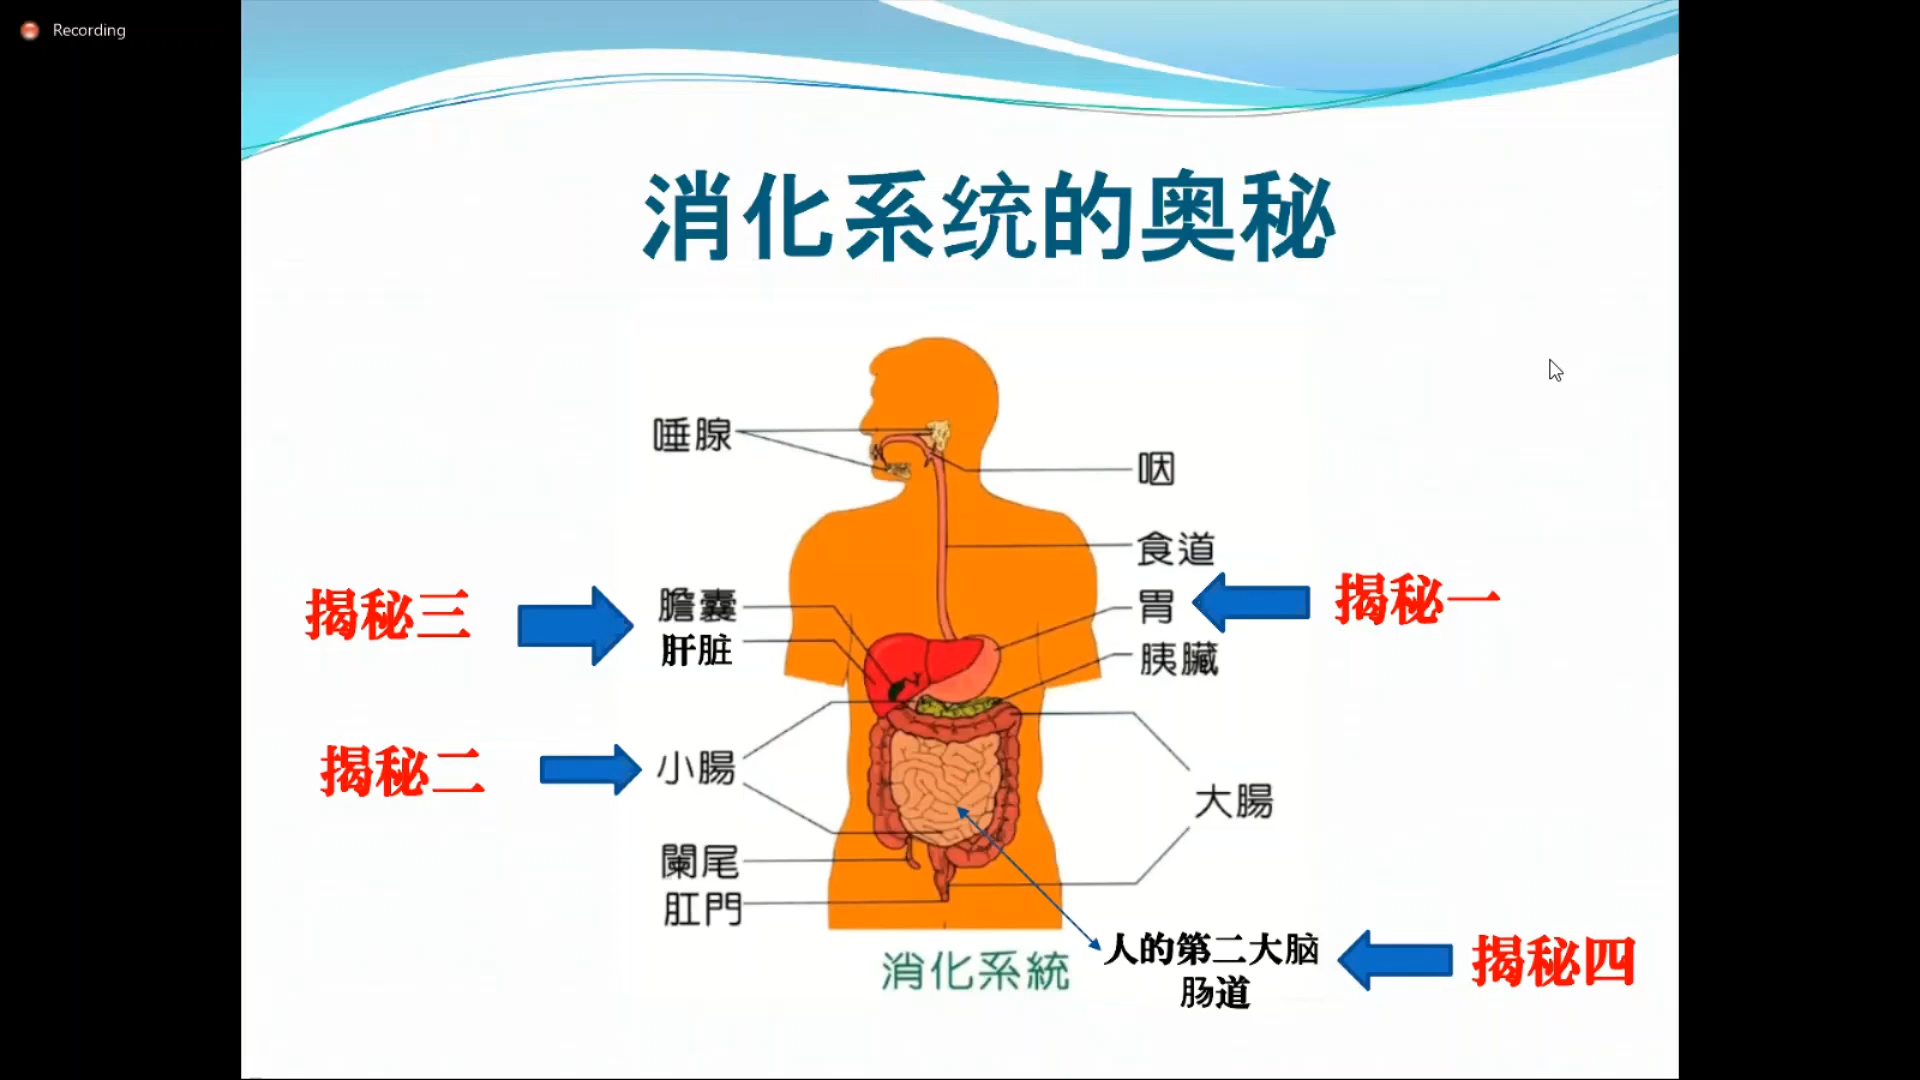 Recording
消化系统的奥秘
唾腺
咽
食道
揭秘三
膽囊
胃
揭秘一
肝脏
胰臟
揭秘二
小腸
大腸
闌尾
肛門
人的第二大脑
肠道
揭秘四
消化系統